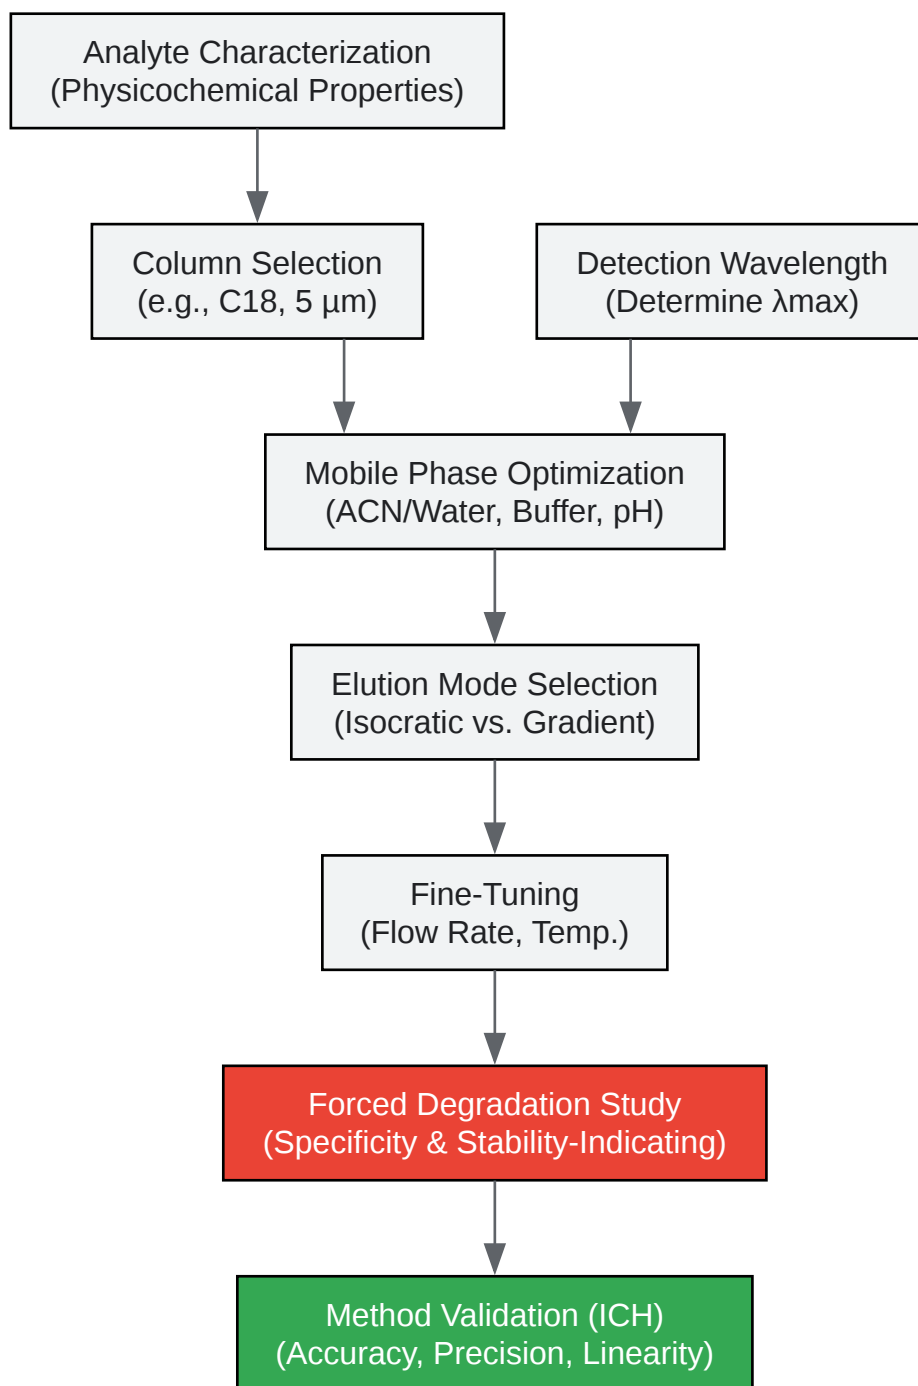 Analyte Characterization
(Physicochemical Properties)
Column Selection
(e.g., C18, 5 µm)
Detection Wavelength
(Determine λmax)
Mobile Phase Optimization
(ACN/Water, Buffer, pH)
Elution Mode Selection
(Isocratic vs. Gradient)
Fine-Tuning
(Flow Rate, Temp.)
Forced Degradation Study
(Specificity & Stability-Indicating)
Method Validation (ICH)
(Accuracy, Precision, Linearity)